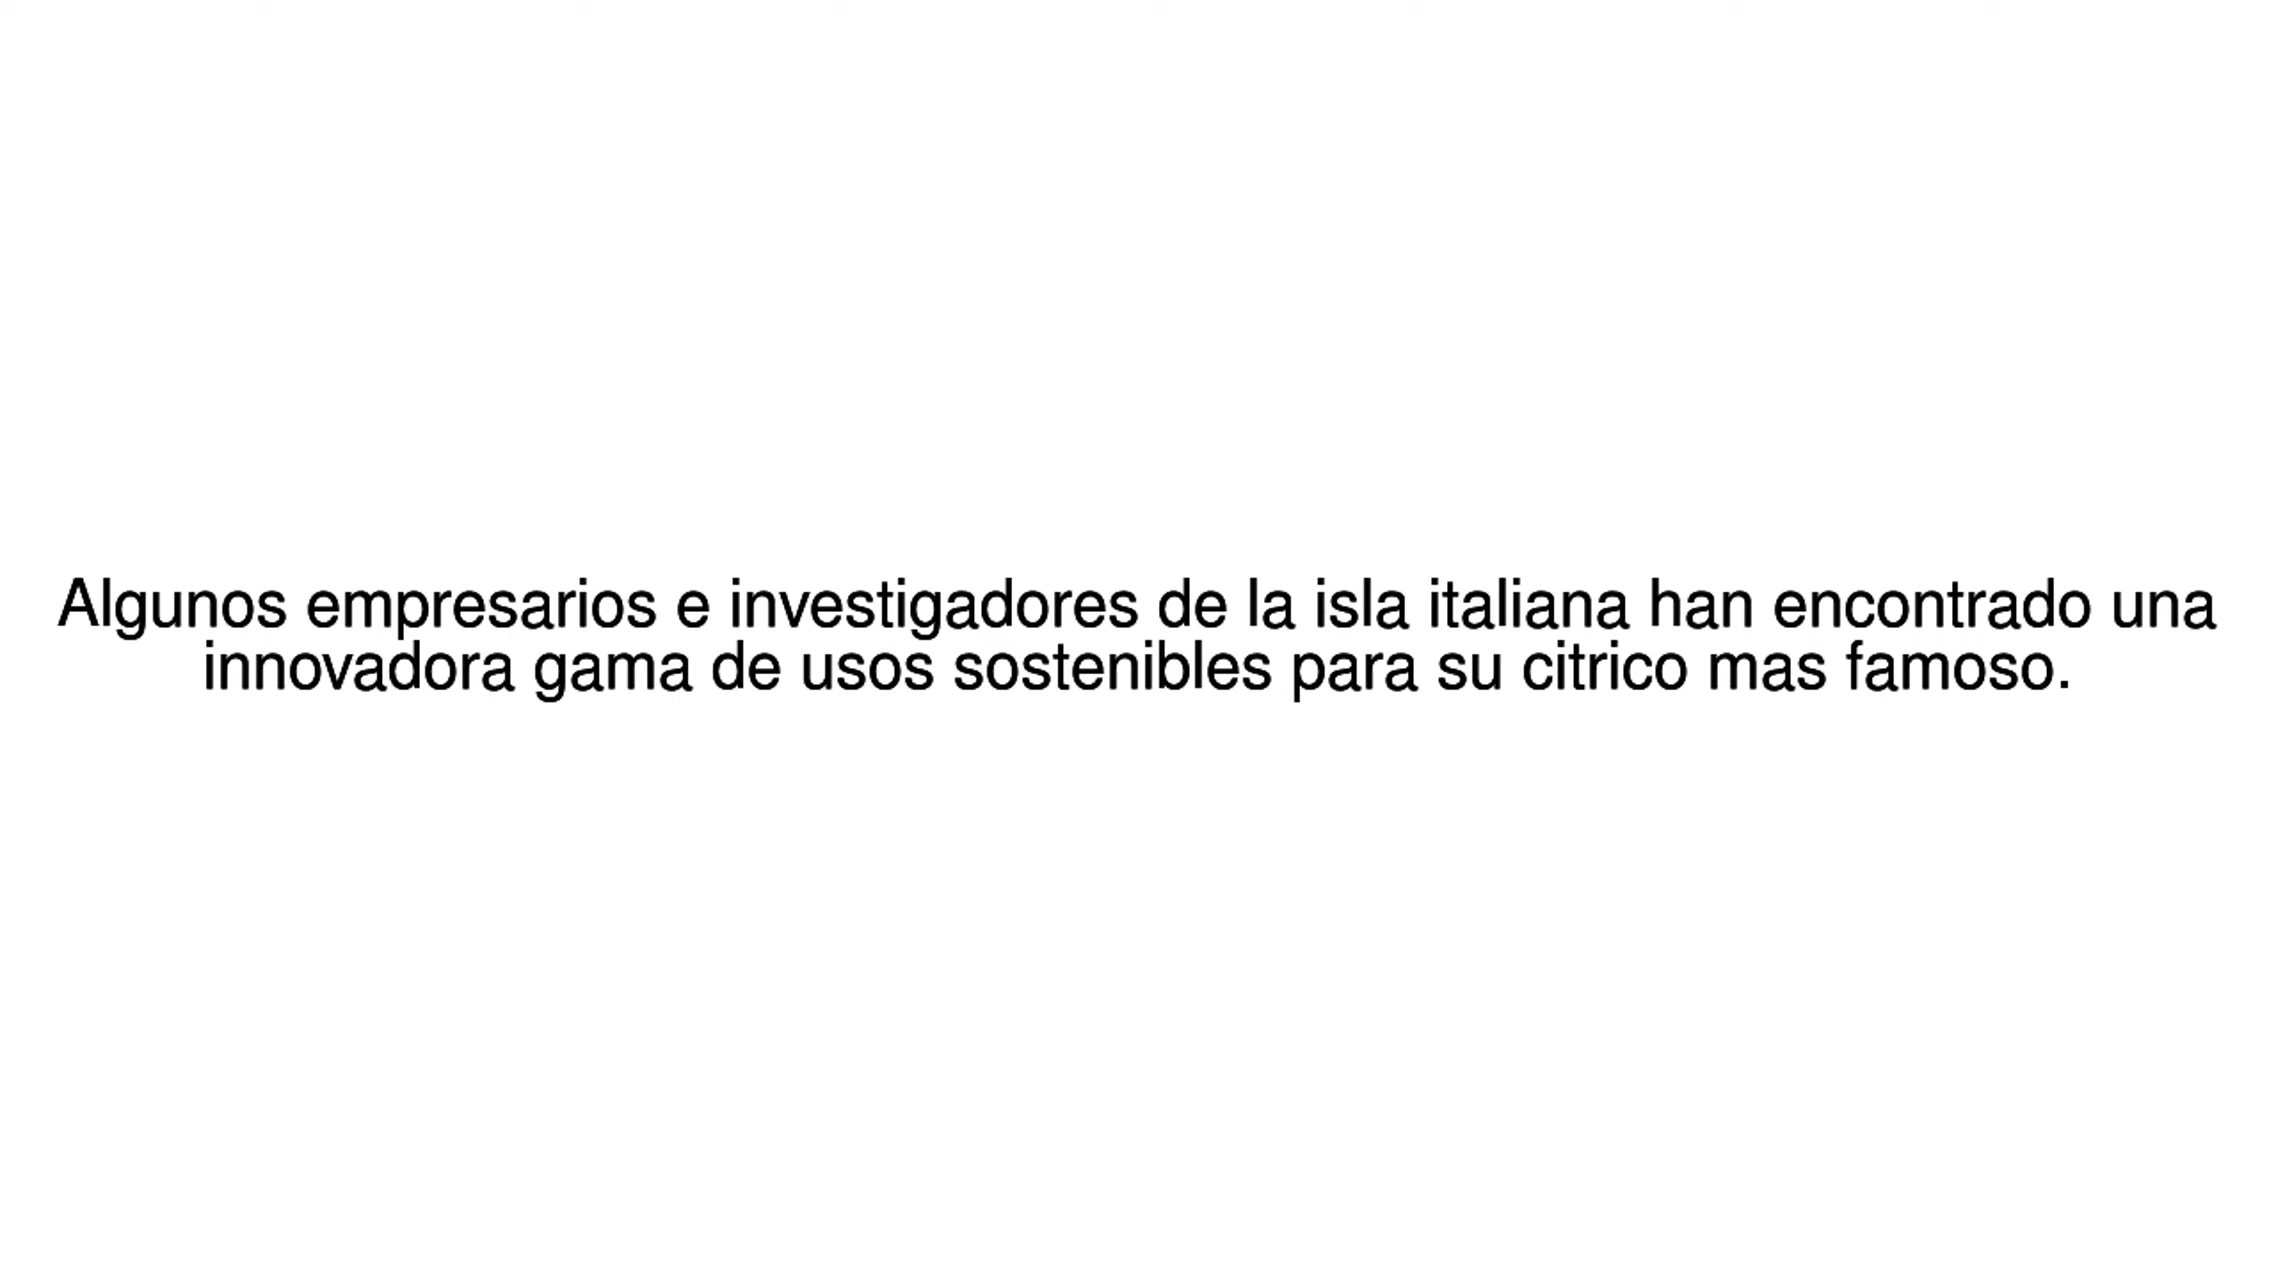 Algunos empresarios e investigadores de la isla italiana han encontrado una
innovadora gama de usos sostenibles para su citrico mas famoso.